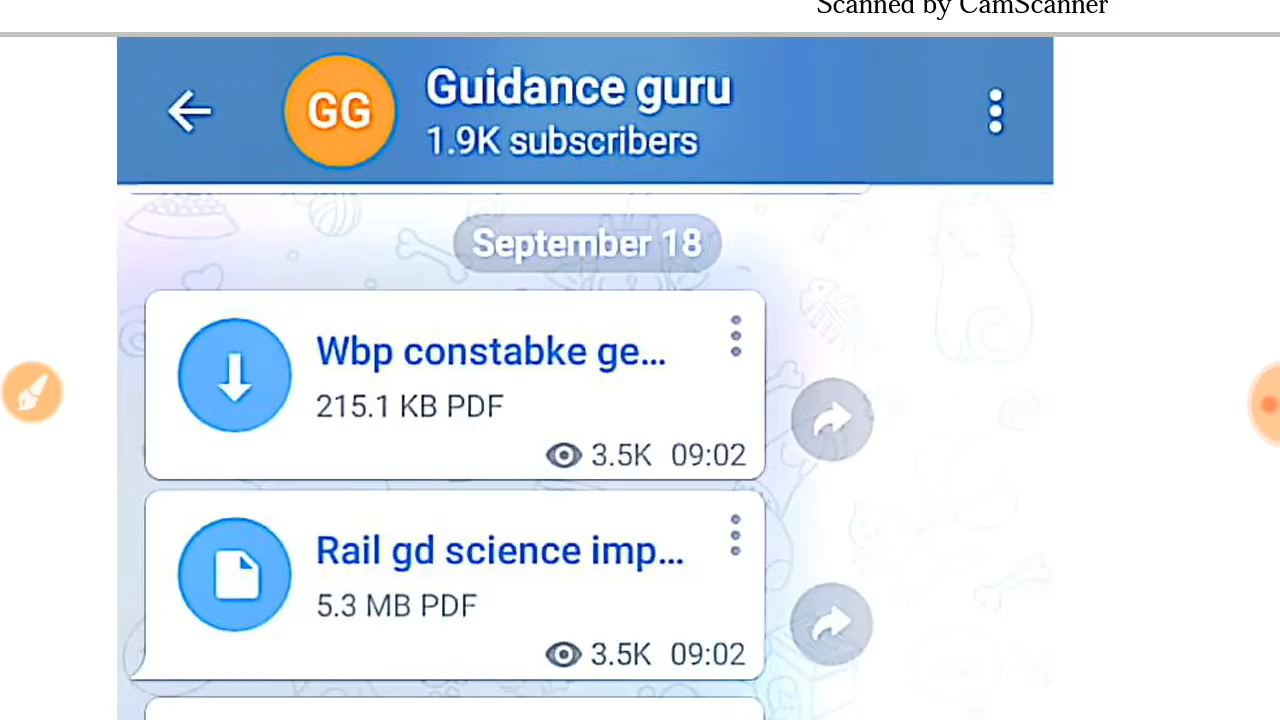 Scanned by CamScanner
GG
Guidance guru
1.9K subscribers
September 18
Wbp constabke ge...
215.1 KB PDF
3.5K 09:02
Rail gd science imp...
5.3 MB PDF
3.5K 09:02